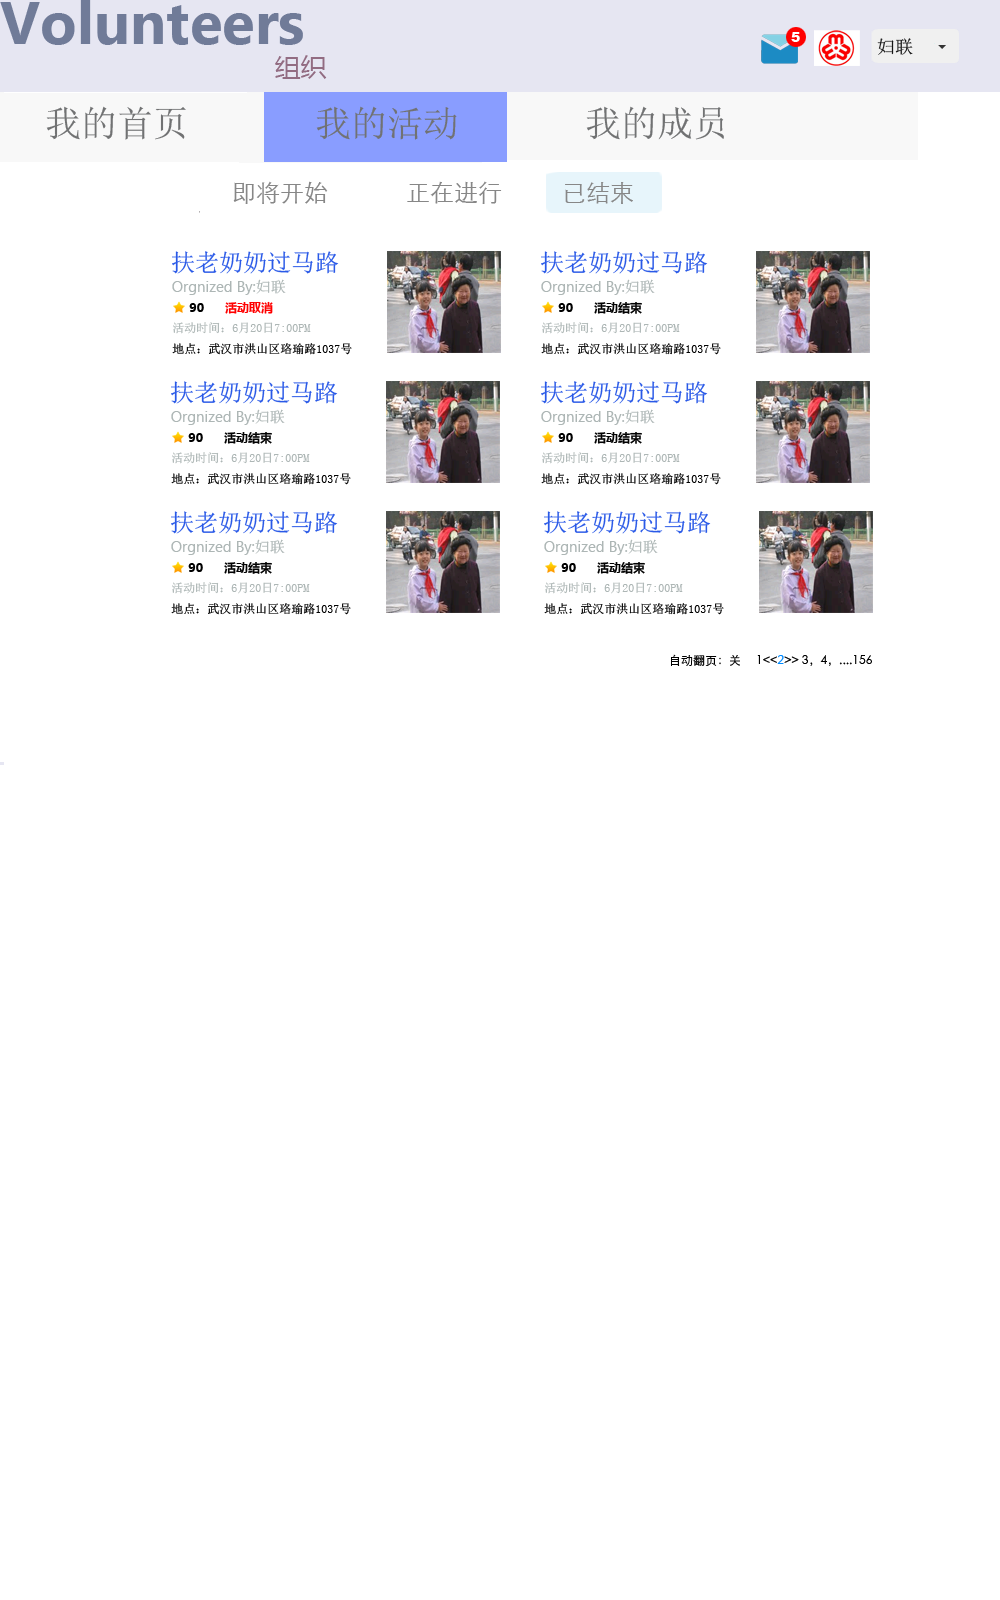 Volunteers
组织
5
妇联
我的首页 我的活动 我的成员
即将开始 正在进行 已结束
扶老奶奶过马路
Orgnized By:妇联
90 活动取消
活动时间：6月20日7:00PM
地点：武汉市洪山区珞瑜路1037号
扶老奶奶过马路
Orgnized By:妇联
90 活动结束
活动时间：6月20日7:00PM
地点：武汉市洪山区珞瑜路1037号
扶老奶奶过马路
Orgnized By:妇联
90 活动结束
活动时间：6月20日7:00PM
地点：武汉市洪山区珞瑜路1037号
扶老奶奶过马路
Orgnized By:妇联
90 活动结束
活动时间：6月20日7:00PM
地点：武汉市洪山区珞瑜路1037号
扶老奶奶过马路
Orgnized By:妇联
90 活动结束
活动时间：6月20日7:00PM
地点：武汉市洪山区珞瑜路1037号
扶老奶奶过马路
Orgnized By:妇联
90 活动结束
活动时间：6月20日7:00PM
地点：武汉市洪山区珞瑜路1037号
自动翻页：关 1<<2>> 3，4，....156